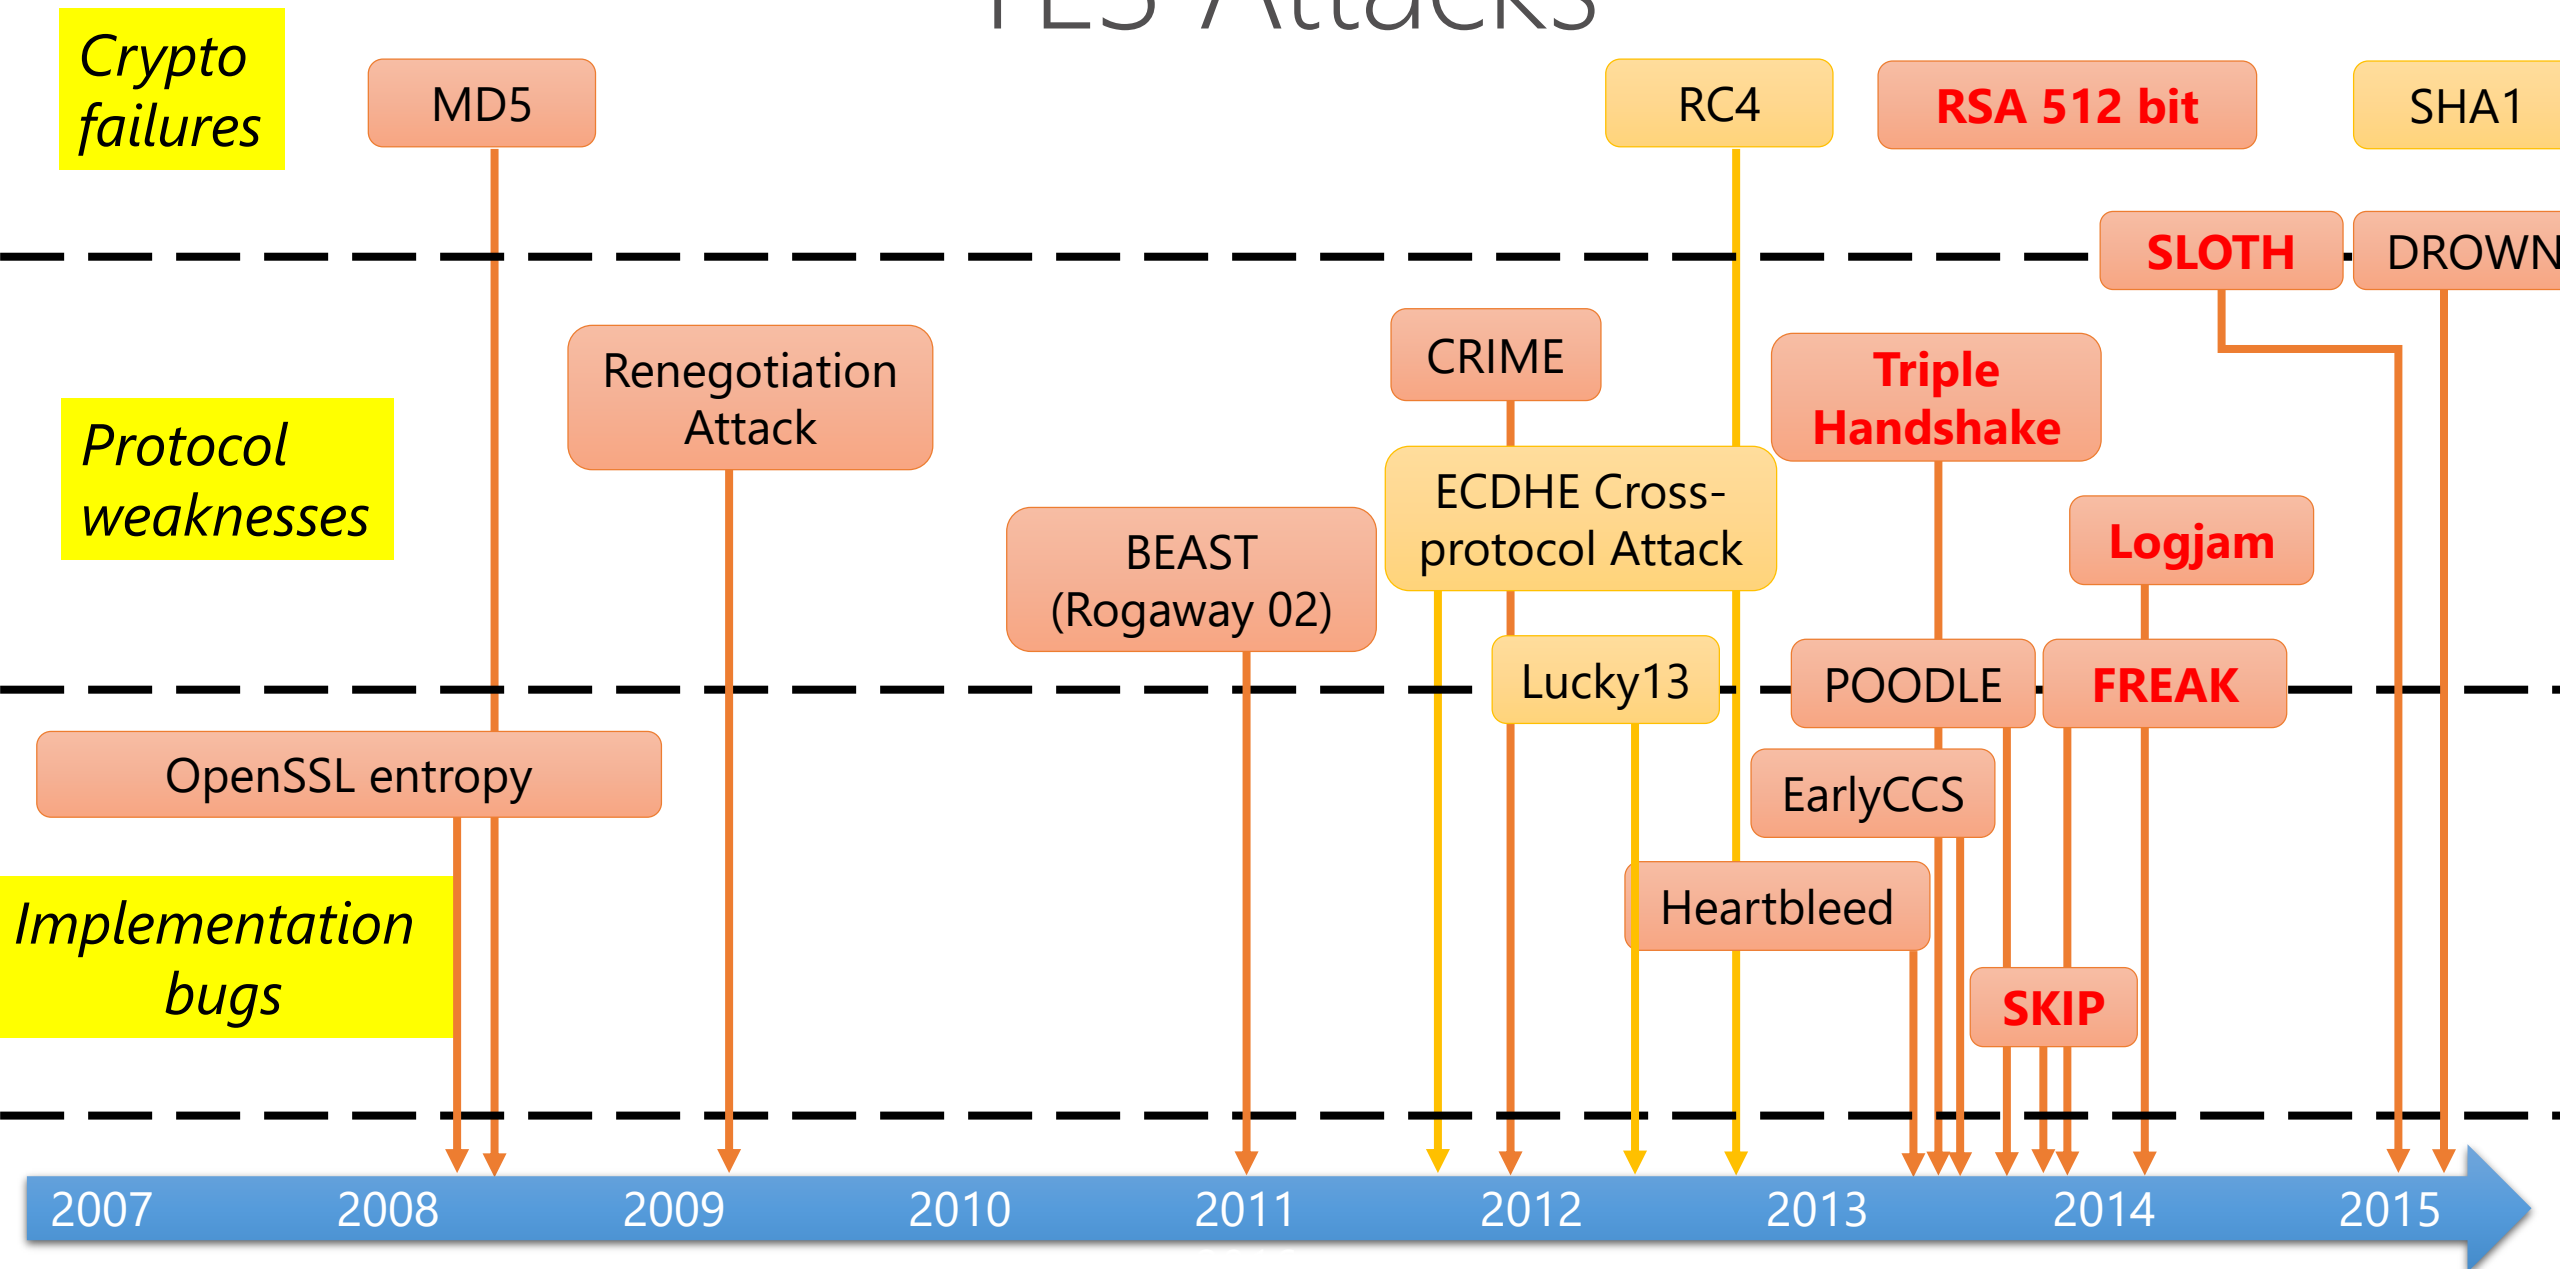 TLS Attacks
Crypto
failures
MD5
RC4
RSA 512 bit
SHA1
SLOTH
DROWN
Protocol
weaknesses
Renegotiation
Attack
BEAST
(Rogaway 02)
CRIME
ECDHE Cross-
protocol Attack
Lucky13
Triple
Handshake
Logjam
POODLE
FREAK
OpenSSL entropy
EarlyCCS
Implementation
bugs
Heartbleed
SKIP
2007 2008 2009 2010 2011 2012 2013 2014 2015